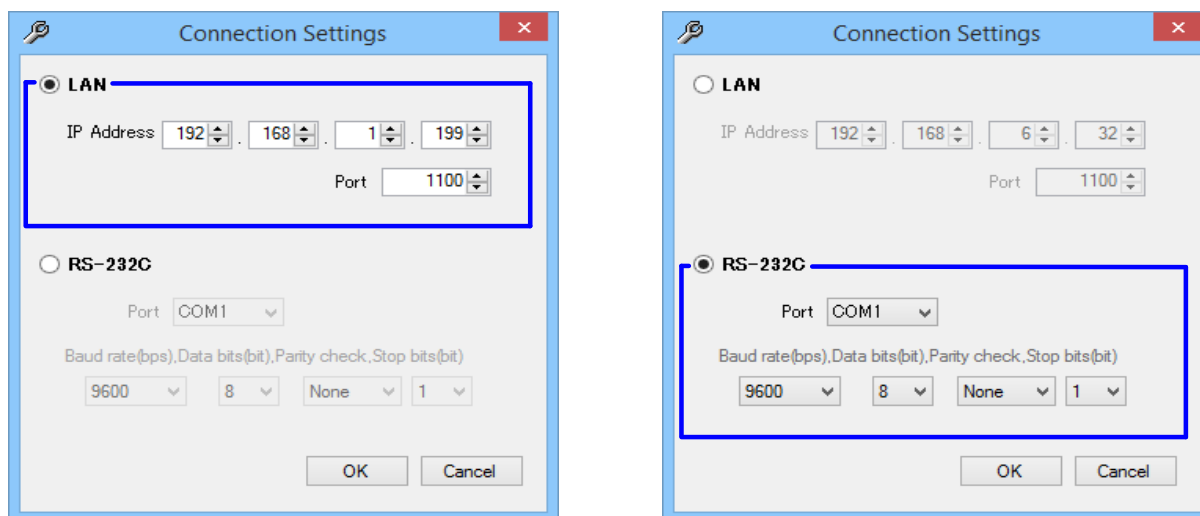 Connection Settings
LAN
IP Address 192 . 168 . 1 . 199
Port 1100
RS-232C
Port COM1
Baud rate(bps),Data bits(bit),Parity check,Stop bits(bit)
9600 8 None 1
OK Cancel
Connection Settings
LAN
IP Address 192 . 168 . 6 . 32
Port 1100
RS-232C
Port COM1
Baud rate(bps),Data bits(bit),Parity check,Stop bits(bit)
9600 8 None 1
OK Cancel